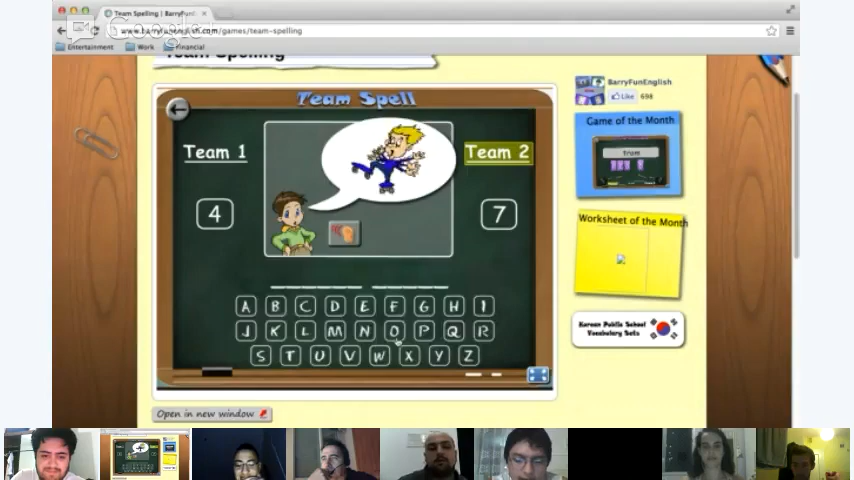 Team Spelling | BarryFunE
Google+
www.barryfunenglish.com/games/team-spelling
Entertainment Work Financial
Team Spelling
BarryFunEnglish
Like 698
Team Spell
Game of the Month
Team 1
Team 2
4
7
Worksheet of the Month
A B C D E F G H I
J K L M N O P Q R
S T U V W X Y Z
Korean Public School
Vocabulary Sets
Open in new window